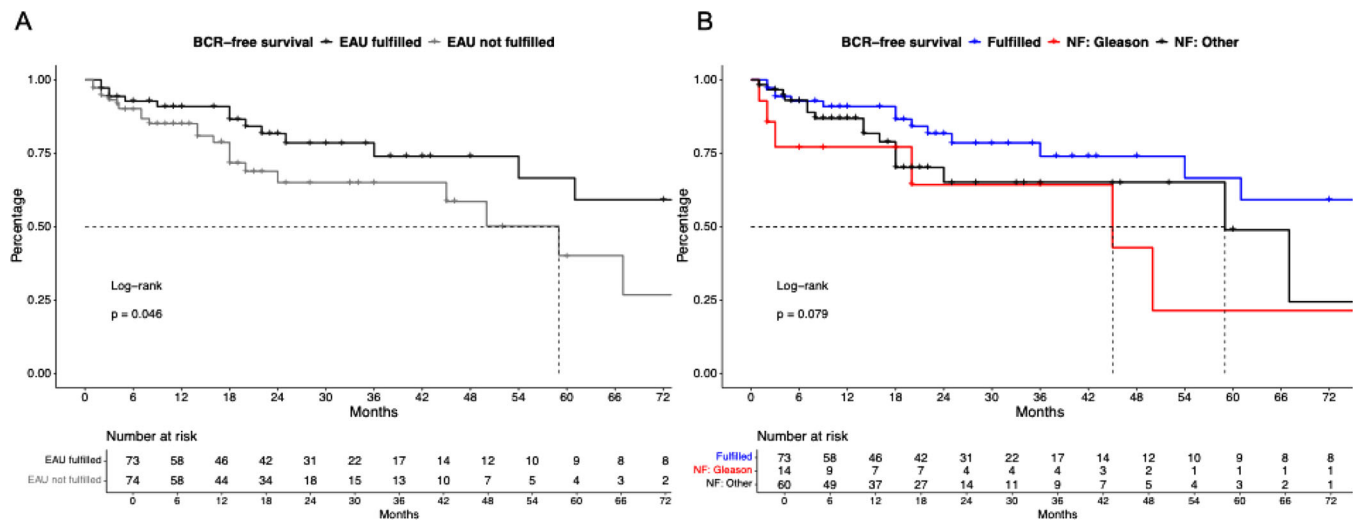 A
BCR-free survival EAU fulfilled EAU not fulfilled
1.00
0.75
0.50
0.25
0.00
Percentage
Log-rank
p = 0.046
0 6 12 18 24 30 36 42 48 54 60 66 72
Months
Number at risk
EAU fulfilled 73 58 46 42 31 22 17 14 12 10 9 8 8
EAU not fulfilled 74 58 44 34 18 15 13 10 7 5 4 3 2
0 6 12 18 24 30 36 42 48 54 60 66 72
Months
B
BCR-free survival Fulfilled NF: Gleason NF: Other
1.00
0.75
0.50
0.25
0.00
Percentage
Log-rank
p = 0.079
0 6 12 18 24 30 36 42 48 54 60 66 72
Months
Number at risk
Fulfilled 73 58 46 42 31 22 17 14 12 10 9 8 8
NF: Gleason 14 9 7 7 4 4 4 3 2 1 1 1 1
NF: Other 60 49 37 27 14 11 9 7 5 4 3 2 1
0 6 12 18 24 30 36 42 48 54 60 66 72
Months